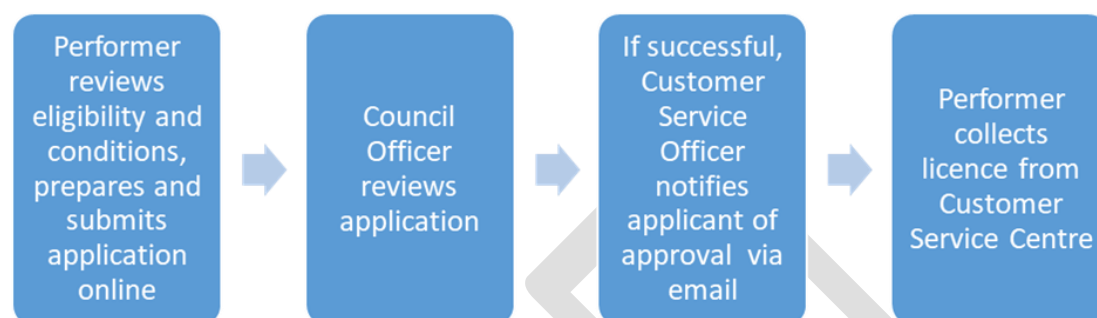 Performer
reviews
eligibility and
conditions,
prepares and
submits
application
online
Council
Officer
reviews
application
If successful,
Customer
Service
Officer
notifies
applicant of
approval via
email
Performer
collects
licence from
Customer
Service Centre